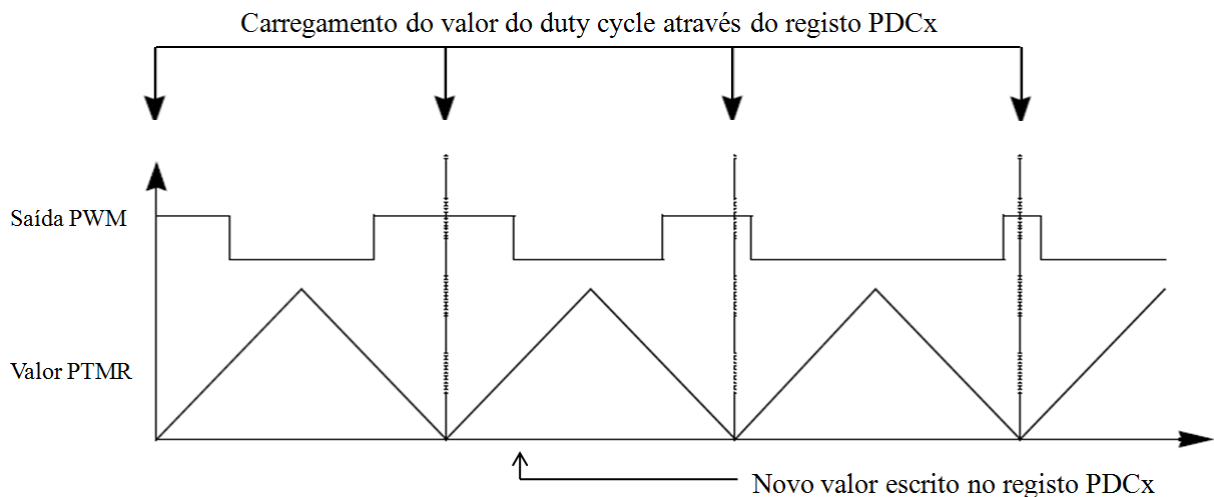 Carregamento do valor do duty cycle através do registo PDCx
Saída PWM
Valor PTMR
Novo valor escrito no registo PDCx